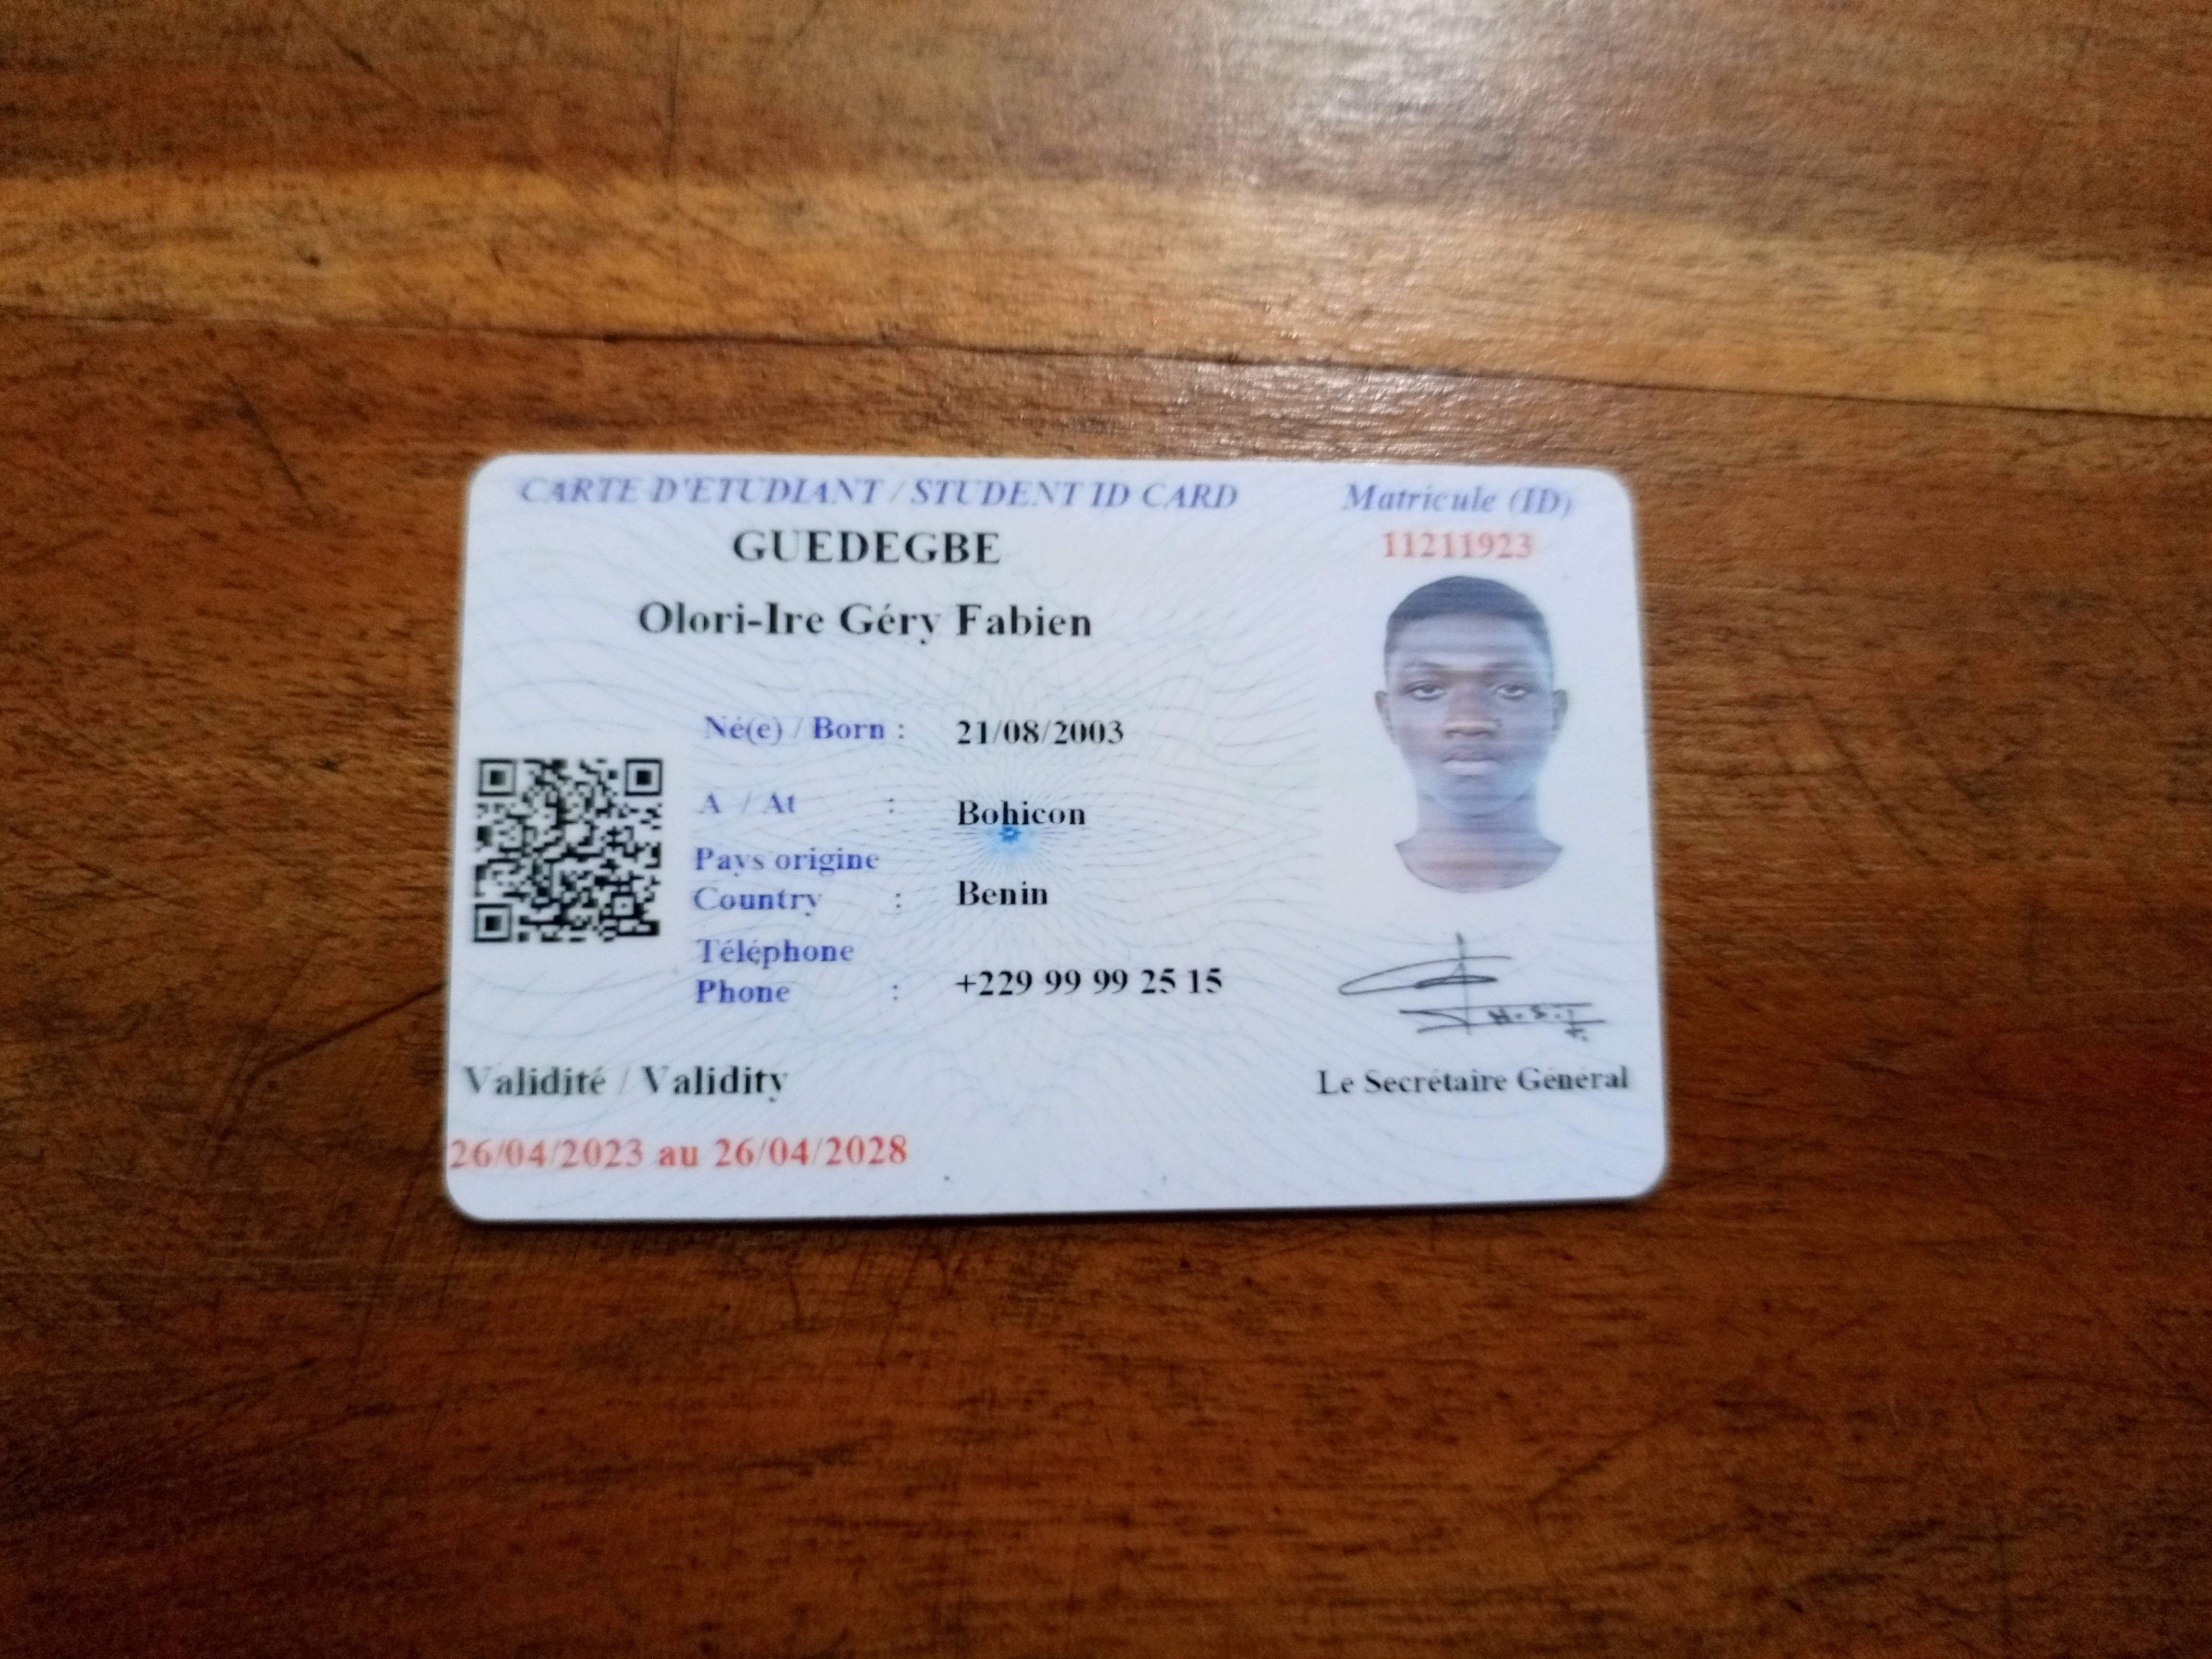 CARTE D'ETUDIANT / STUDENT ID CARD
Matricule (ID)
11211923
GUEDEGBE
Olori-Ire Géry Fabien
Né(e) / Born : 21/08/2003
A / At : Bohicon
Pays origine
Country : Benin
Téléphone
Phone : +229 99 99 25 15
Validité / Validity
26/04/2023 au 26/04/2028
Le Secrétaire Général